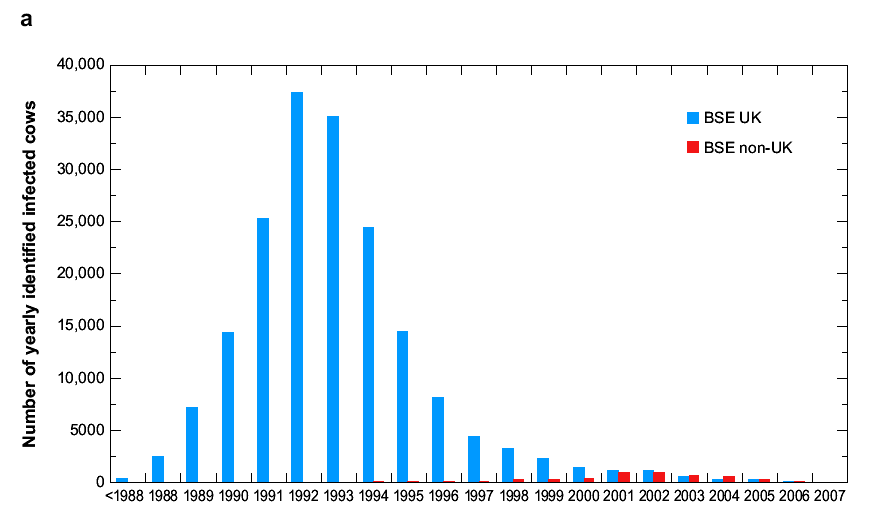 a
40,000
35,000
30,000
25,000
20,000
15,000
10,000
5000
0
Number of yearly identified infected cows
BSE UK
BSE non-UK
<1988 1988 1989 1990 1991 1992 1993 1994 1995 1996 1997 1998 1999 2000 2001 2002 2003 2004 2005 2006 2007